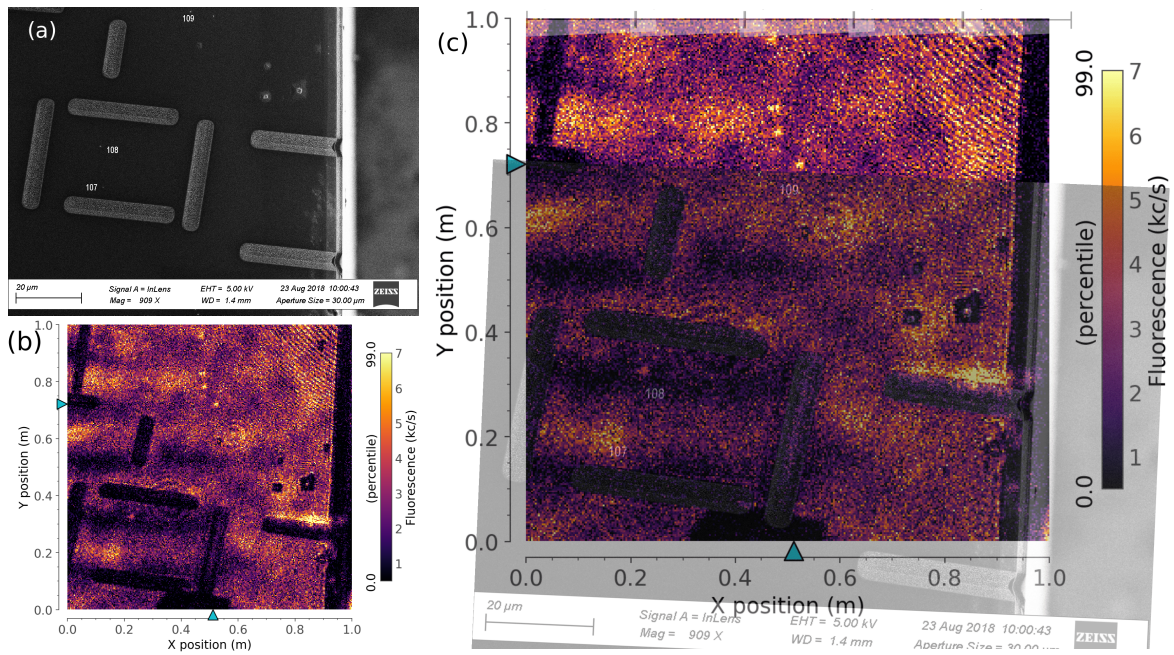 (a)
109
108
107
20 µm
Signal A = InLens
Mag = 909 X
EHT = 5.00 kV
WD = 1.4 mm
23 Aug 2018 10:00:43
Aperture Size = 30.00 µm
ZEISS
(b)
1.0
0.8
0.6
0.4
0.2
0.0
Y position (m)
0.0 0.2 0.4 0.6 0.8 1.0
X position (m)
99.0
(percentile)
0.0
7
6
5
4
3
2
1
Fluorescence (kc/s)
(c)
1.0
0.8
0.6
0.4
0.2
0.0
Y position (m)
109
108
107
0.0 0.2 0.4 0.6 0.8 1.0
X position (m)
99.0
(percentile)
0.0
7
6
5
4
3
2
1
Fluorescence (kc/s)
20 µm
Signal A = InLens
Mag = 909 X
EHT = 5.00 kV
WD = 1.4 mm
23 Aug 2018 10:00:43
Aperture Size = 30.00 µm
ZEISS